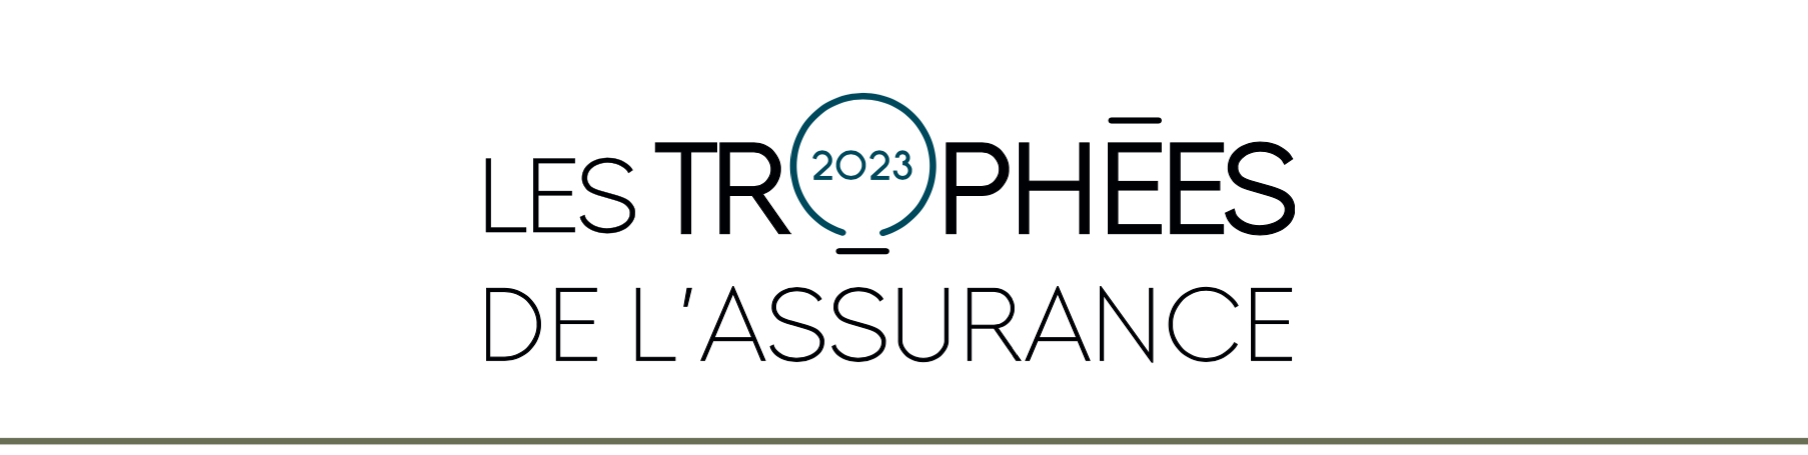 LES TROPHÉES
2023
DE L'ASSURANCE